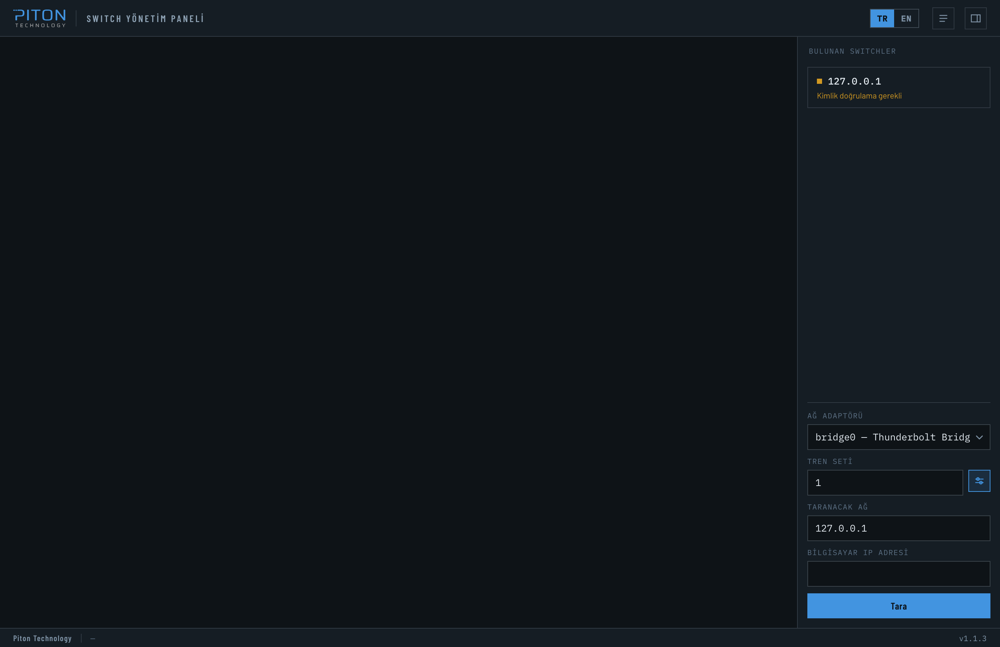 PITON
TECHNOLOGY
SWITCH YÖNETİM PANELİ
TR EN
BULUNAN SWITCHLER
127.0.0.1
Kimlik doğrulama gerekli
AĞ ADAPTÖRÜ
bridge0 — Thunderbolt Bridg
TREN SETİ
1
TARANACAK AĞ
127.0.0.1
BİLGİSAYAR IP ADRESİ
Tara
Piton Technology —
v1.1.3